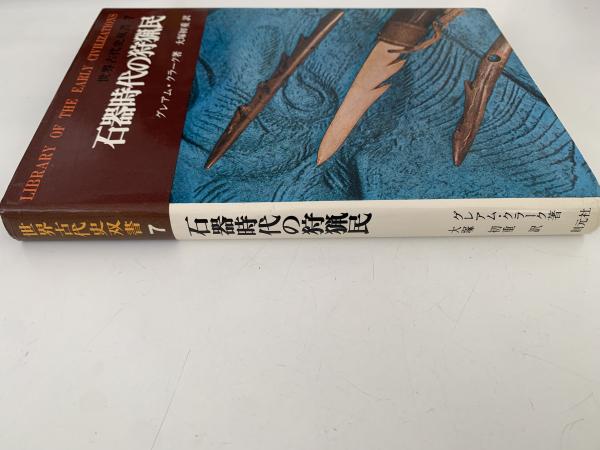 LIBRARY OF THE EARLY CIVILIZATIONS
世界古代史双書 7
石器時代の狩猟民
グレアム・クラーク著 大塚初重訳
世界古代史双書 7
石器時代の狩猟民
グレアム・クラーク著
大塚初重訳
創元社